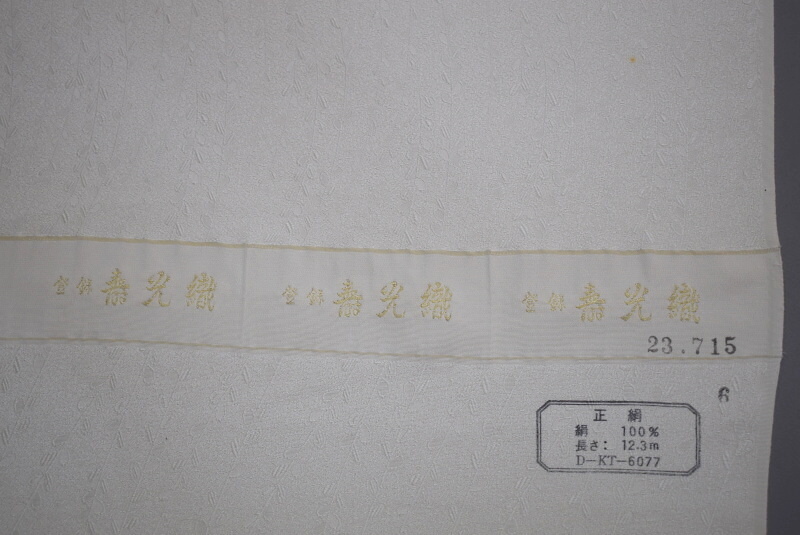 寿光織 寿光織 寿光織
23.715
6
正絹
絹 100%
長さ: 12.3m
D-KT-6077